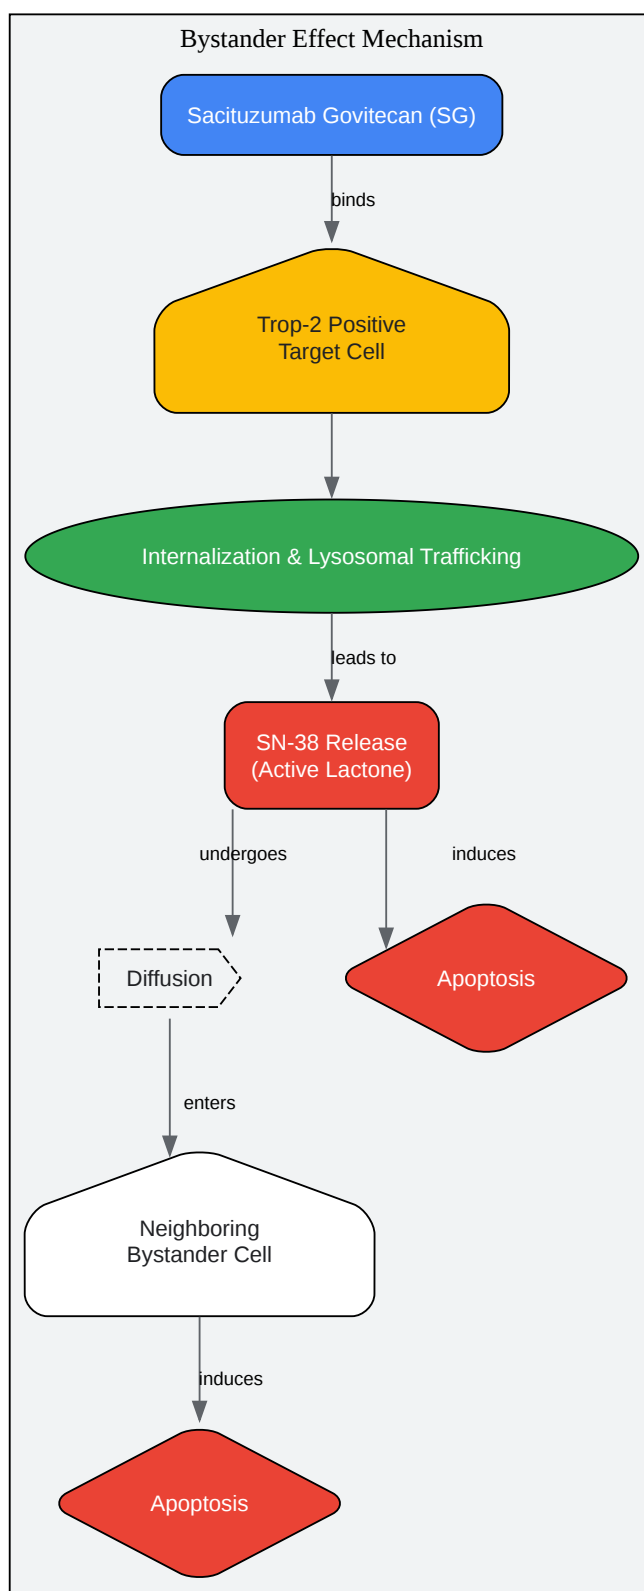 Bystander Effect Mechanism
Sacituzumab Govitecan (SG)
binds
Trop-2 Positive
Target Cell
Internalization & Lysosomal Trafficking
leads to
SN-38 Release
(Active Lactone)
undergoes
induces
Diffusion
Apoptosis
enters
Neighboring
Bystander Cell
induces
Apoptosis